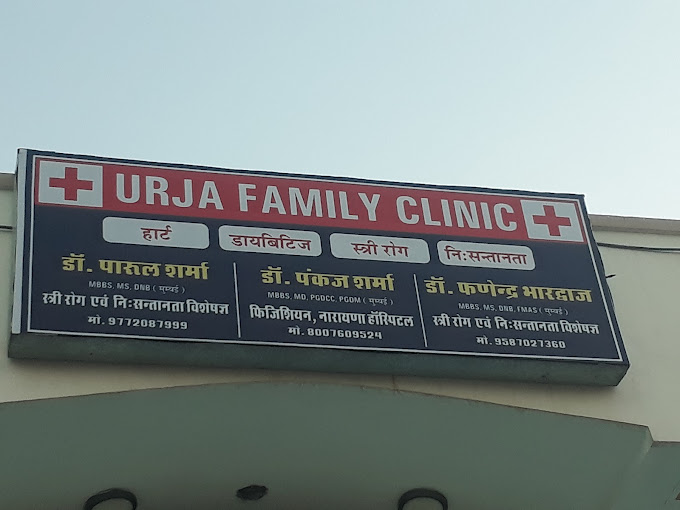 URJA FAMILY CLINIC
हार्ट
डायबिटिज
स्त्री रोग
निःसन्तानता
डॉ. पारूल शर्मा
MBBS, MS, DNB (मुम्बई)
स्त्री रोग एवं निःसन्तानता विशेषज्ञ
मो. 9772087999
डॉ. पंकज शर्मा
MBBS, MD, PGDCC, PGDM (मुम्बई)
फिजिशियन, नारायणा हॉस्पिटल
मो. 8007609524
डॉ. फणेन्द्र भारद्वाज
MBBS, MS, DNB, FMAS (मुम्बई)
स्त्री रोग एवं निःसन्तानता विशेषज्ञ
मो. 9587027360